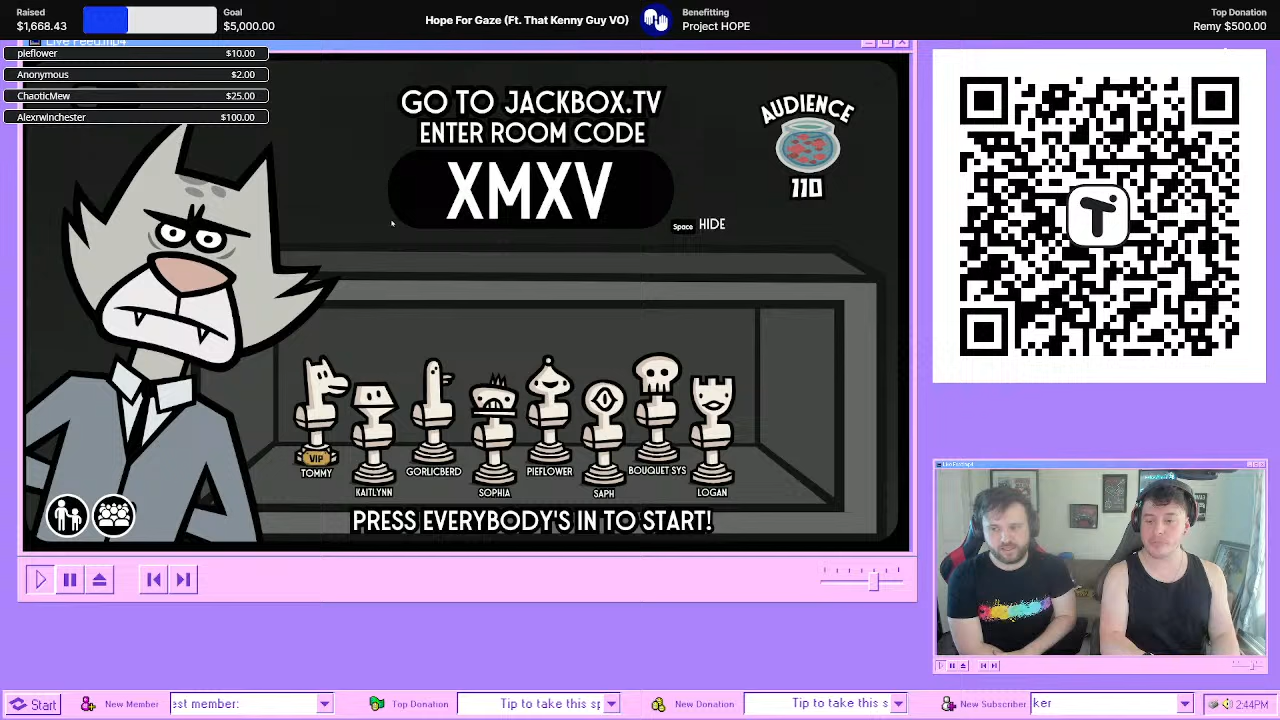 Raised
$1,668.43
Goal
$5,000.00
Hope For Gaze (Ft. That Kenny Guy VO)
Benefitting
Project HOPE
Top Donation
Remy $500.00
pieflower $10.00
Anonymous $2.00
ChaoticMew $25.00
Alexrwinchester $100.00
GO TO JACKBOX.TV
ENTER ROOM CODE
XMXV
Space HIDE
AUDIENCE
110
VIP
TOMMY
KAITLYNN
GORLICBERD
SOPHIA
PIEFLOWER
SAPH
BOUQUET SYS
LOGAN
PRESS EVERYBODY'S IN TO START!
T
Start
New Member
est member:
Top Donation
Tip to take this sp
New Donation
Tip to take this s
New Subscriber
ker
2:44PM